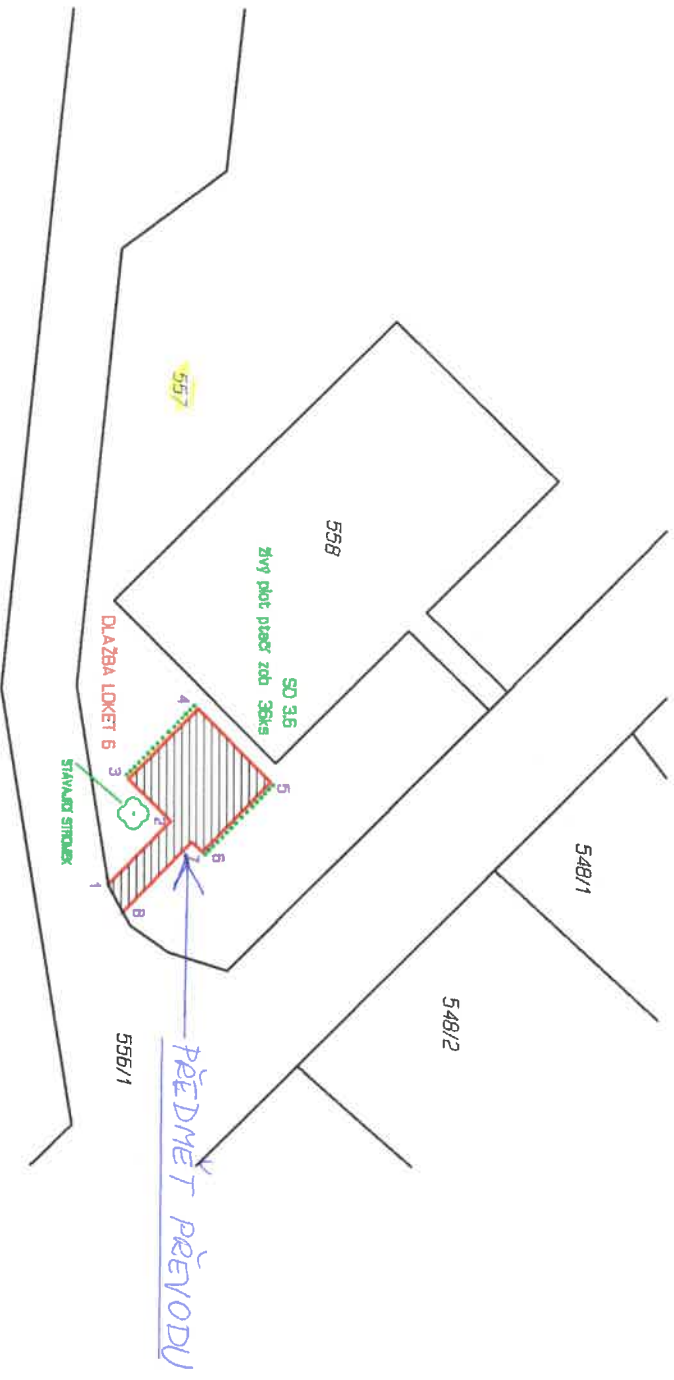 557
558
živý plot ptačí zob 36ks
SO 3.6
DLAŽBA LOKET 6
STÁVAJÍCÍ STROMEK
4
3
5
2
6
7
1
8
548/1
548/2
556/1
PŘEDMĚT PŘEVODU